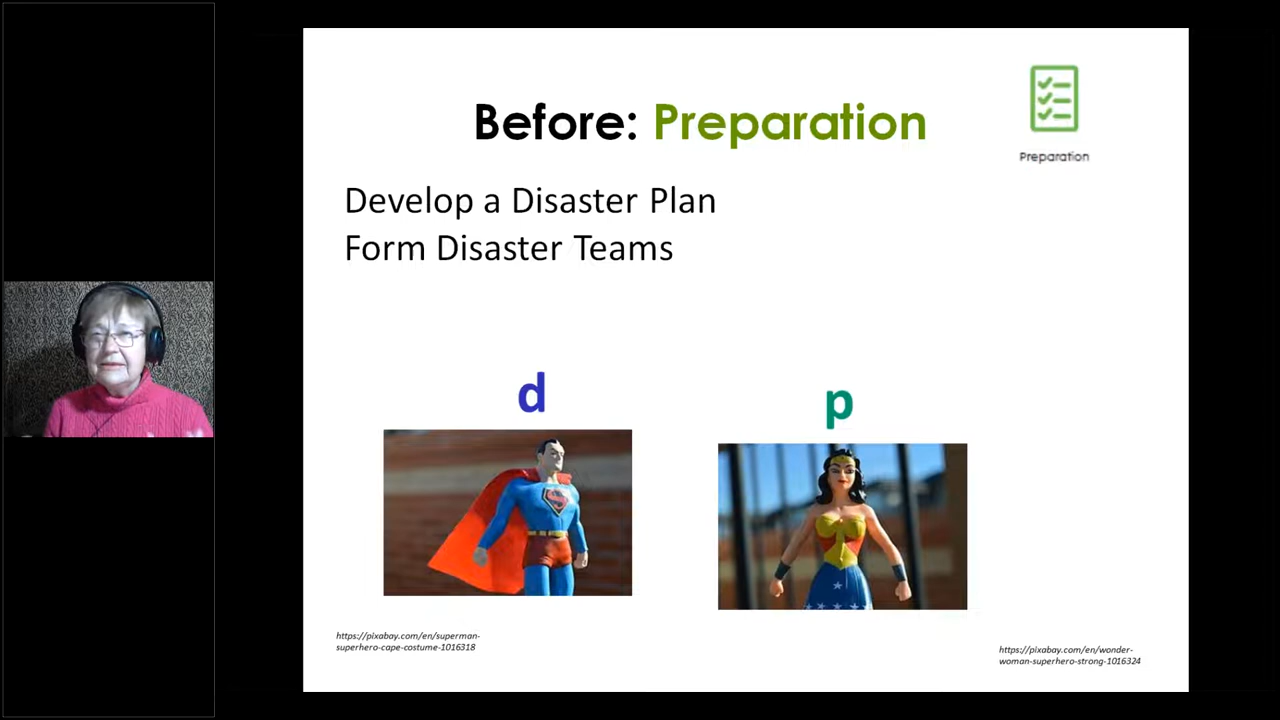 Before: Preparation
Preparation
Develop a Disaster Plan
Form Disaster Teams
d
p
S
https://pixabay.com/en/superman-
superhero-cape-costume-1016318
https://pixabay.com/en/wonder-
woman-superhero-strong-1016324